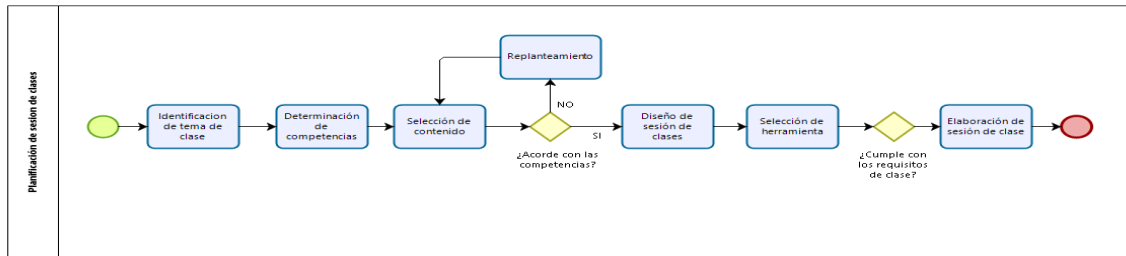 Planificación de sesion de clases
Identificacion
de tema de
clase
Determinación
de
competencias
Selección de
contenido
Replanteamiento
NO
SI
¿Acorde con las
competencias?
Diseño de
sesión de
clases
Selección de
herramienta
¿Cumple con
los requisitos
de clase?
Elaboración de
sesión de clase